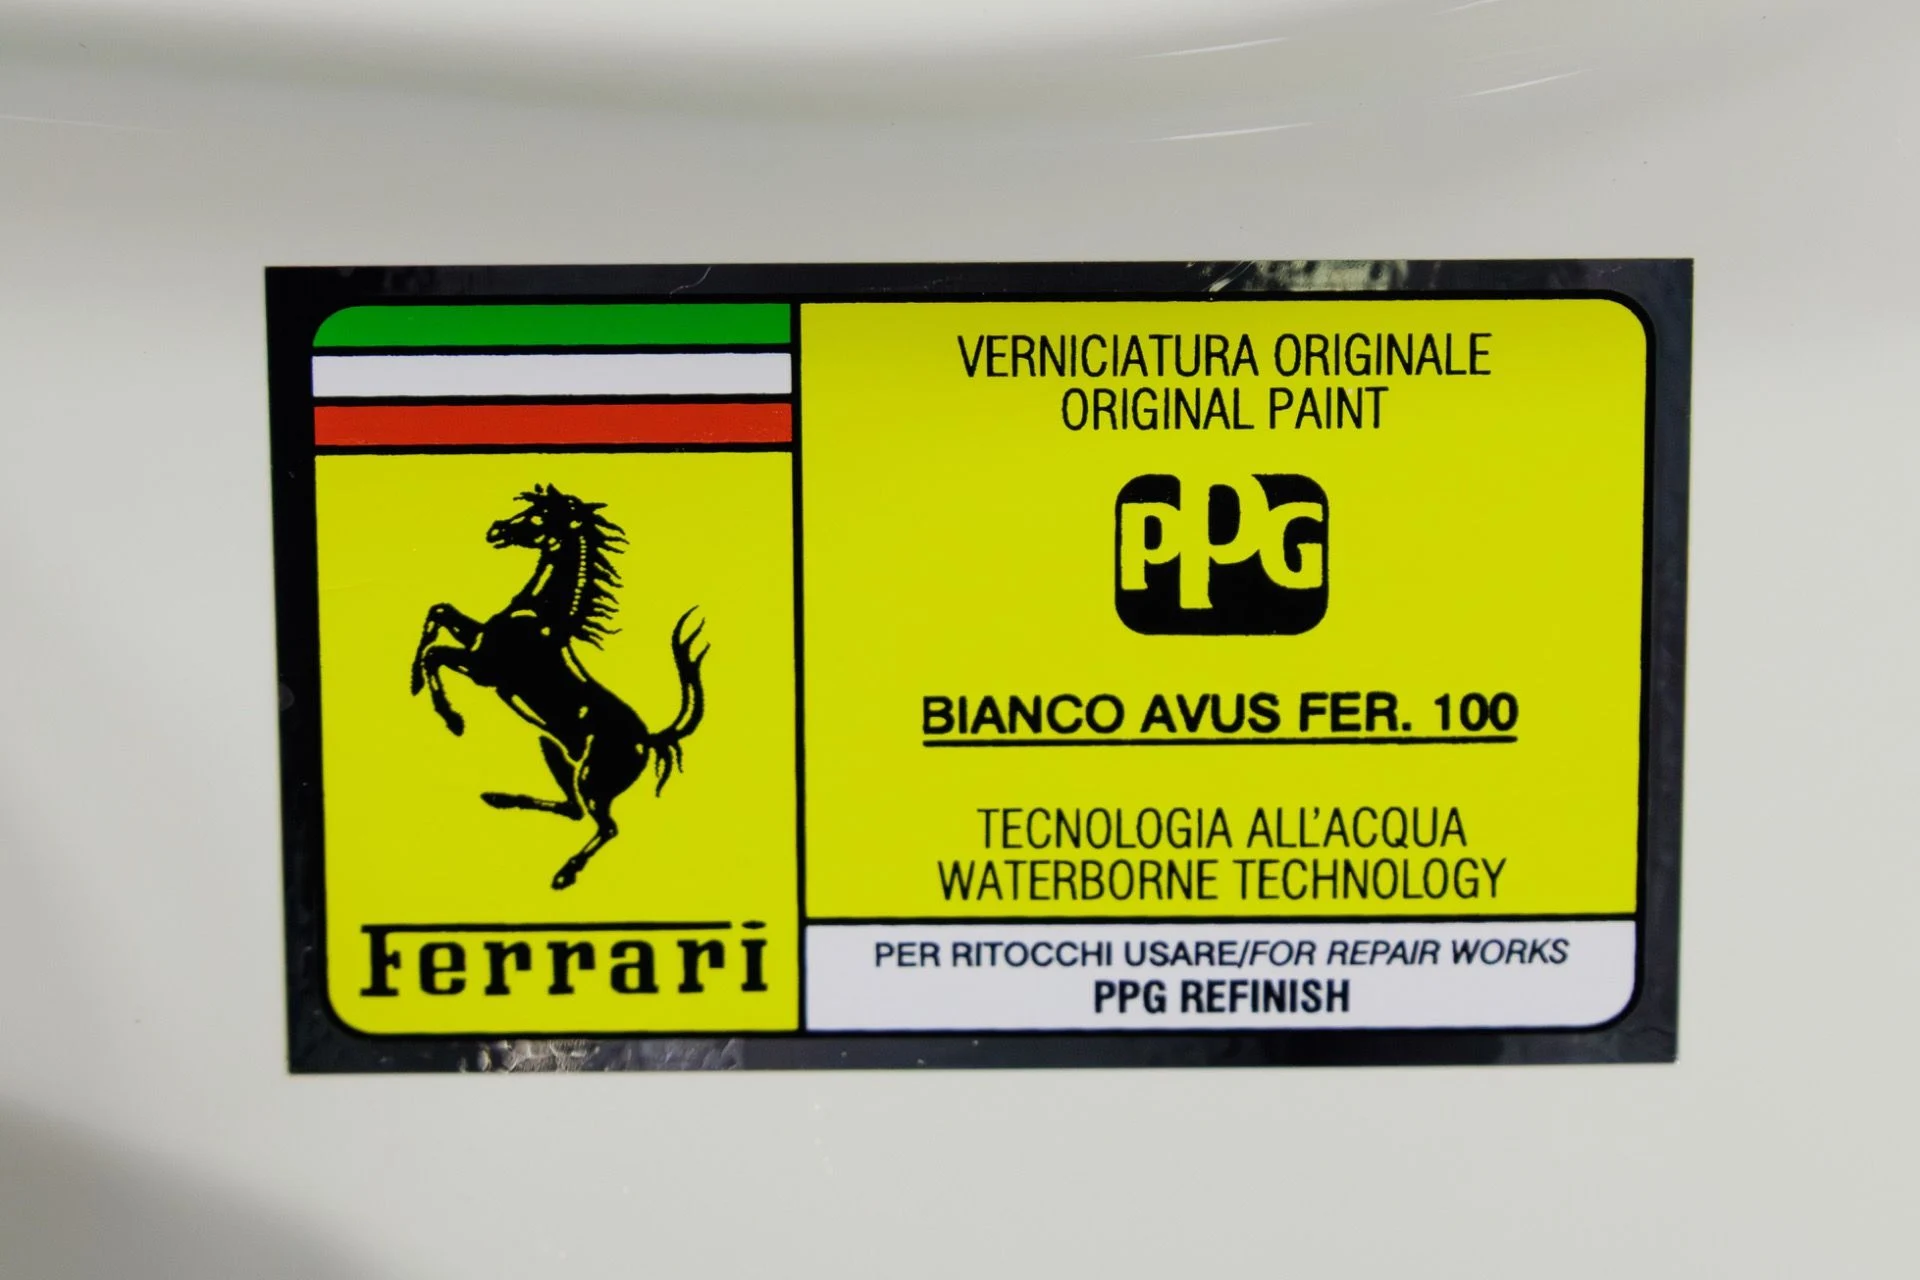 Ferrari
VERNICIATURA ORIGINALE
ORIGINAL PAINT
PPG
BIANCO AVUS FER. 100
TECNOLOGIA ALL'ACQUA
WATERBORNE TECHNOLOGY
PER RITOCCHI USARE/FOR REPAIR WORKS
PPG REFINISH